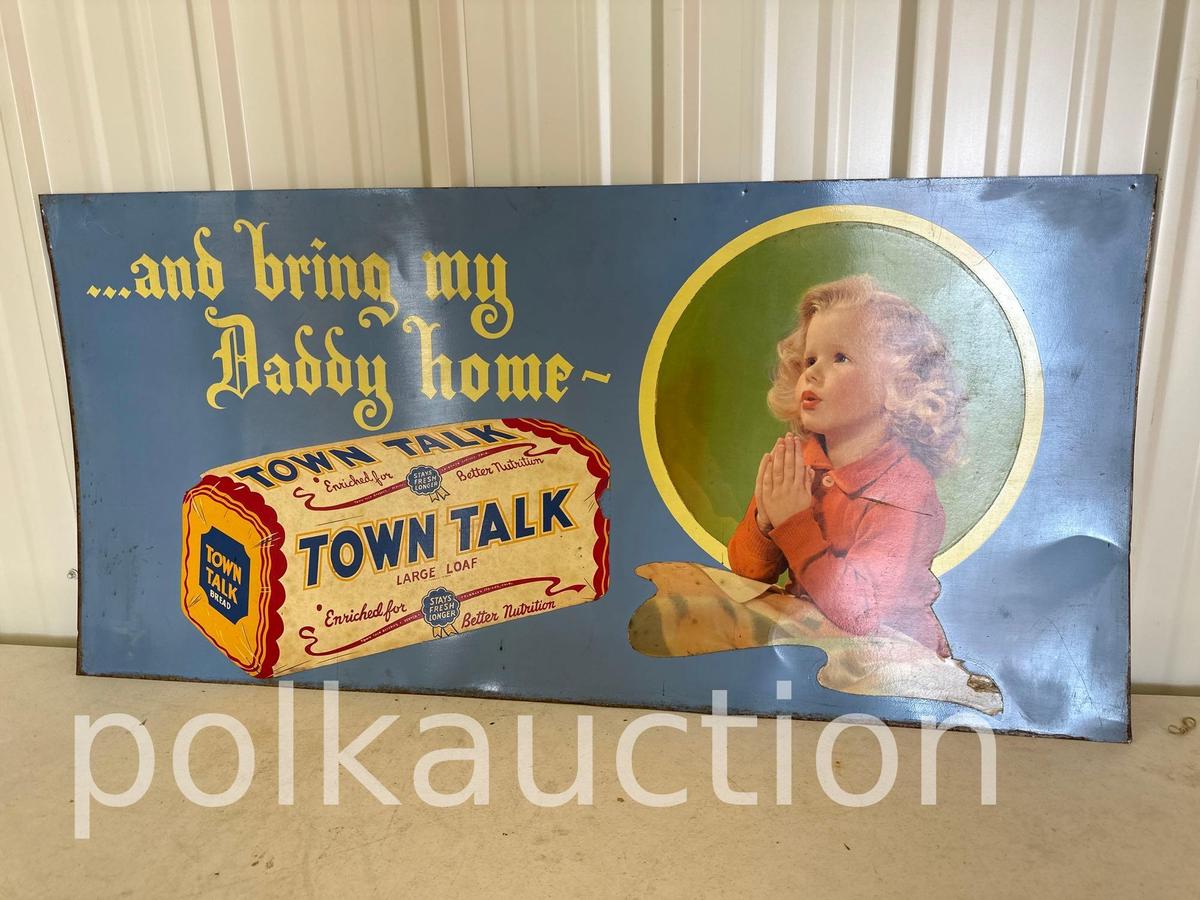 ...and bring my
Daddy home~
TOWN TALK
Enriched for STAYS FRESH LONGER Better Nutrition
TOWN TALK
LARGE LOAF
Enriched for STAYS FRESH LONGER Better Nutrition
TOWN
TALK
BREAD
polkauction